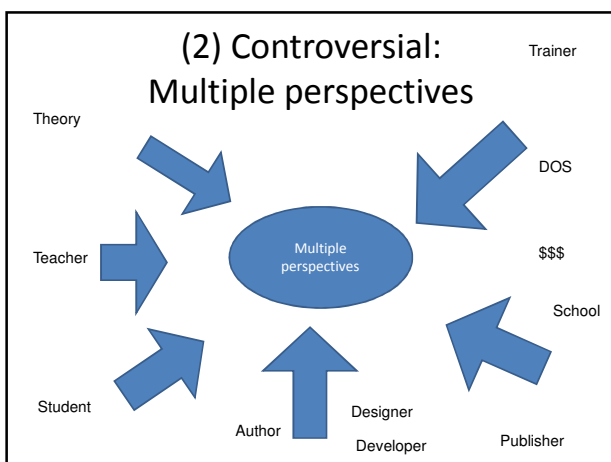 (2) Controversial:
Multiple perspectives
Trainer
Theory
DOS
Multiple
perspectives
Teacher
$$$
School
Student
Author
Designer
Developer
Publisher